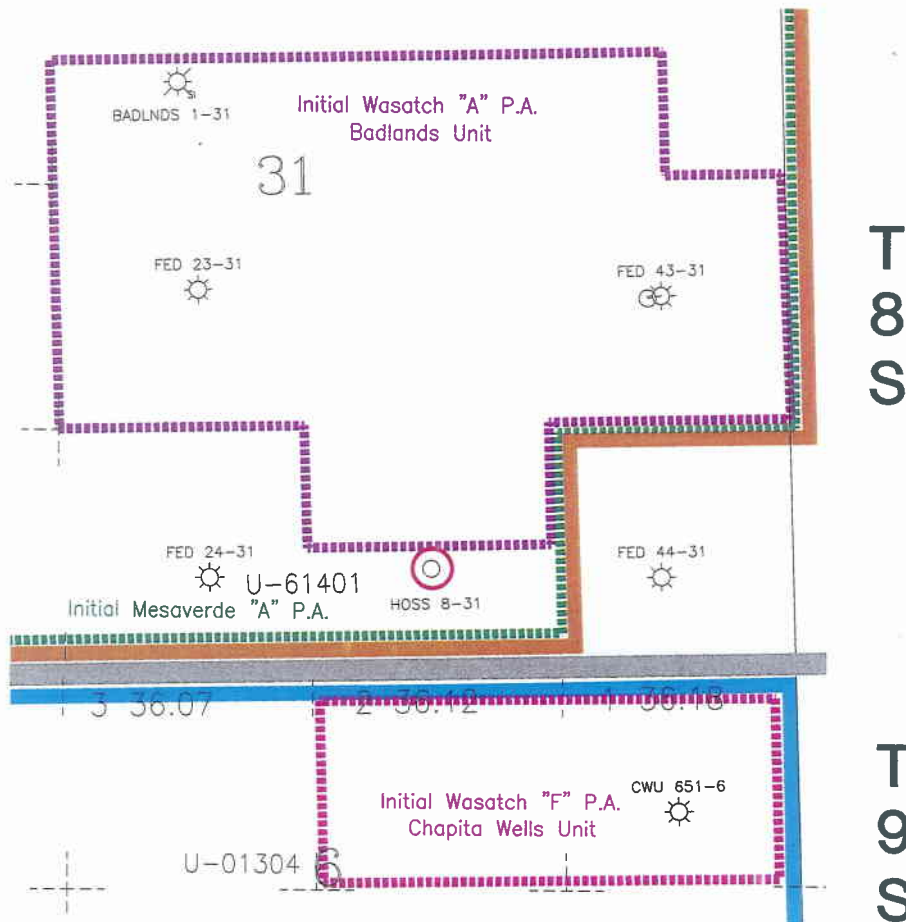 BADLNDS 1-31
SI
Initial Wasatch "A" P.A.
Badlands Unit
31
FED 23-31
FED 43-31
T
8
S
FED 24-31
U-61401
HOSS 8-31
FED 44-31
Initial Mesaverde "A" P.A.
3 36.07
2 36.12
1 36.18
Initial Wasatch "F" P.A.
Chapita Wells Unit
CWU 651-6
U-01304
6
T
9
S